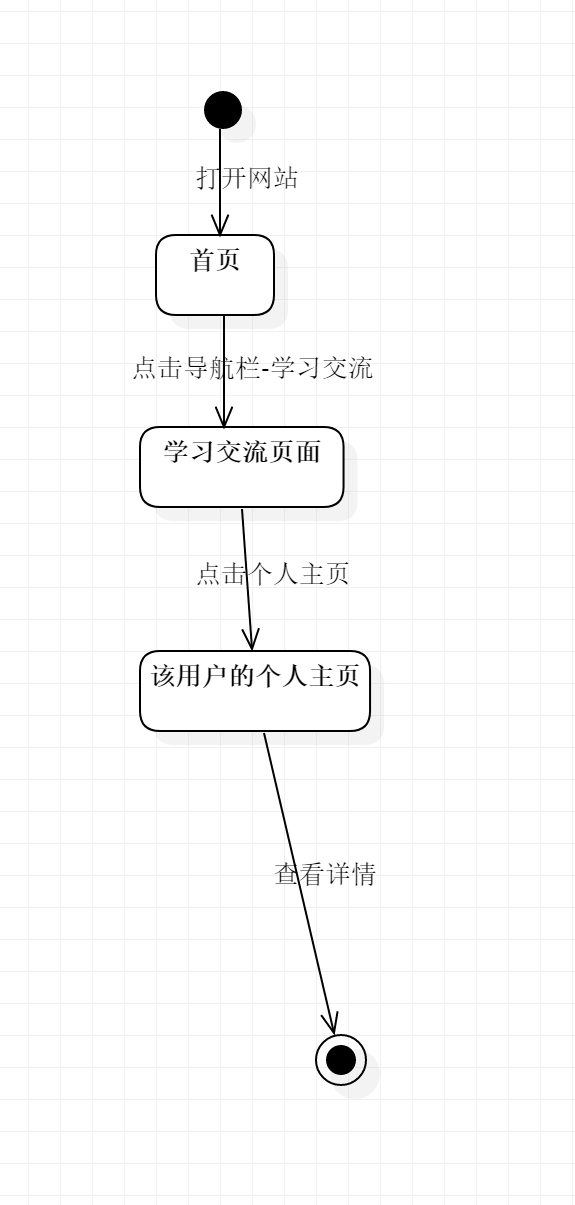 打开网站
首页
点击导航栏-学习交流
学习交流页面
点击个人主页
该用户的个人主页
查看详情